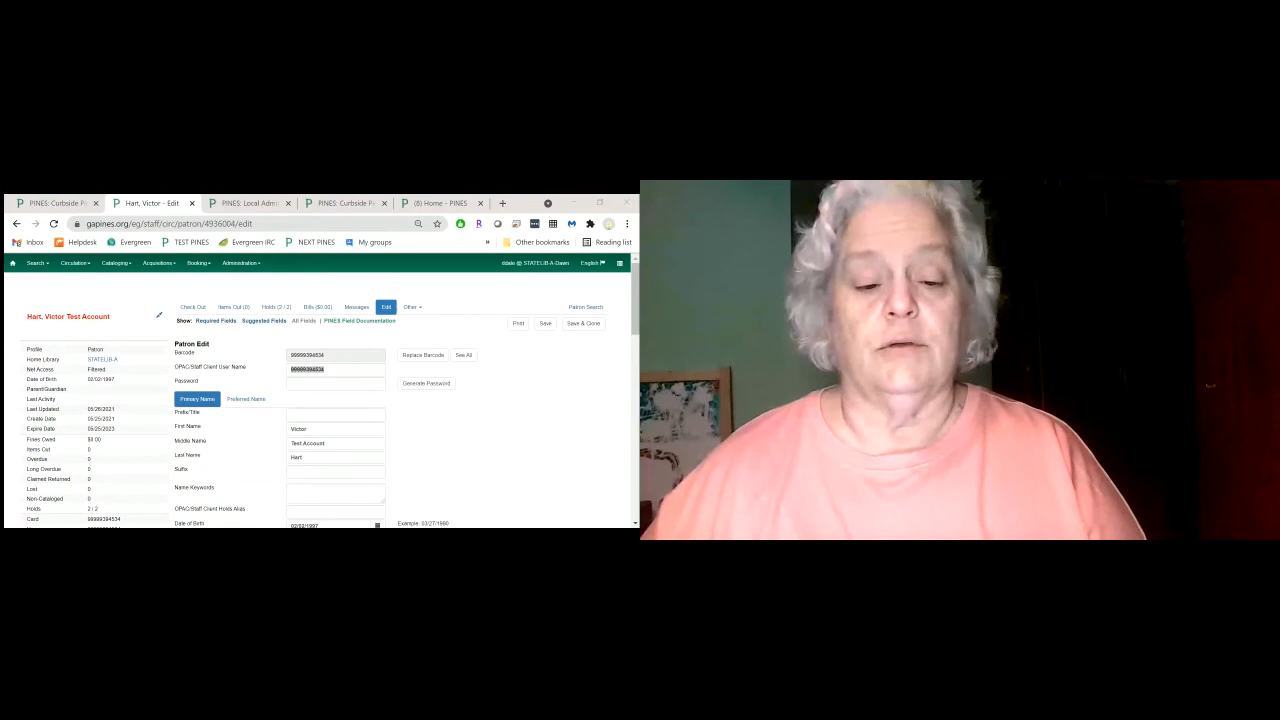 PINES: Curbside Pi
Hart, Victor - Edit
PINES: Local Admi
PINES: Curbside Pi
(8) Home - PINES
gapines.org/eg/staff/circ/patron/4936004/edit
Inbox Helpdesk Evergreen TEST PINES Evergreen IRC NEXT PINES My groups » Other bookmarks Reading list
Search Circulation Cataloging Acquisitions Booking Administration ddale @ STATELIB-A-Dawn English
Check Out Items Out (0) Holds (2 / 2) Bills ($0.00) Messages Edit Other Patron Search
Hart, Victor Test Account
Show: Required Fields Suggested Fields All Fields | PINES Field Documentation Print Save Save & Clone
Patron Edit
Profile Patron
Home Library STATELIB-A
Net Access Filtered
Date of Birth 02/02/1997
Parent/Guardian
Last Activity
Last Updated 05/26/2021
Create Date 05/25/2021
Expire Date 05/25/2023
Fines Owed $0.00
Items Out 0
Overdue 0
Long Overdue 0
Claimed Returned 0
Lost 0
Non-Cataloged 0
Holds 2 / 2
Card 99999394534
Barcode 99999394534 Replace Barcode See All
OPAC/Staff Client User Name 99999394534
Password Generate Password
Primary Name Preferred Name
Prefix/Title
First Name Victor
Middle Name Test Account
Last Name Hart
Suffix
Name Keywords
OPAC/Staff Client Holds Alias
Date of Birth 02/02/1997 Example: 03/27/1990